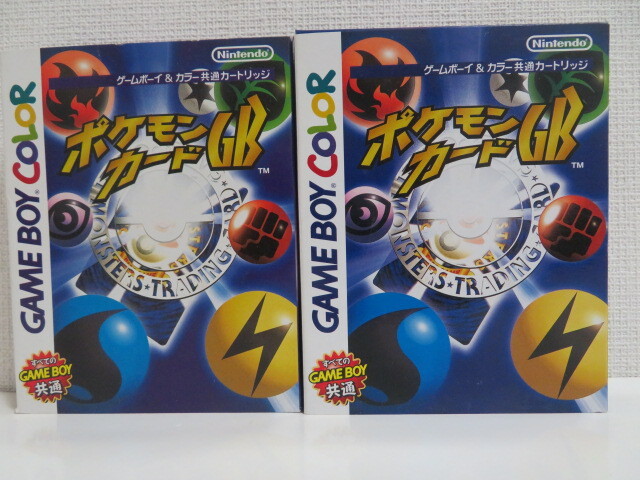 Nintendo
ゲームボーイ & カラー共通カートリッジ
ポケモン
カードGB
TM
MONSTERS★TRADING
GAME BOY COLOR
すべての
GAME BOY
共通
Nintendo
ゲームボーイ & カラー共通カートリッジ
ポケモン
カードGB
TM
MONSTERS★TRADING
GAME BOY COLOR
すべての
GAME BOY
共通